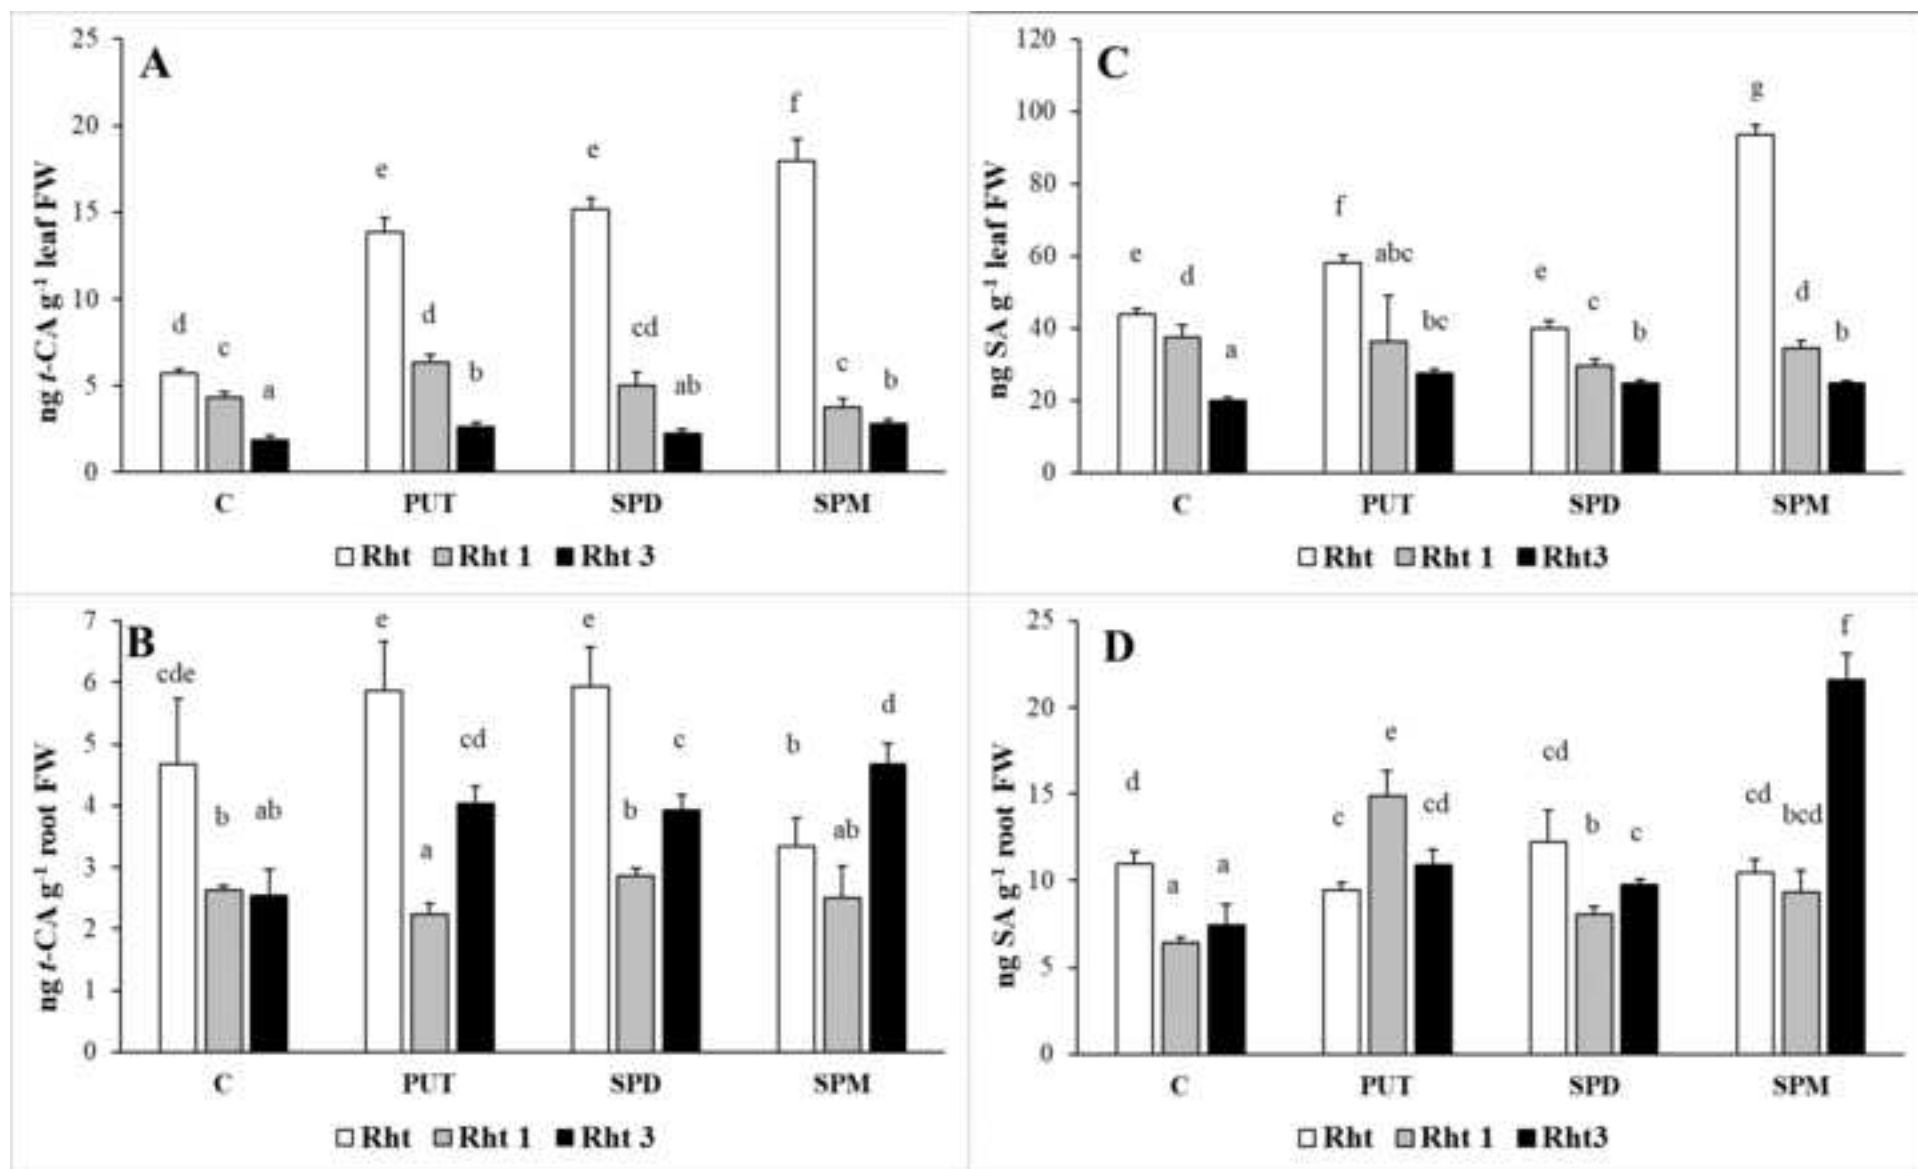 A
25
20
15
10
5
0
ng t-CA g-1 leaf FW
d c a
e d b
e cd ab
f c b
C PUT SPD SPM
Rht Rht 1 Rht 3
C
120
100
80
60
40
20
0
ng SA g-1 leaf FW
e d a
f abc bc
e c b
g d b
C PUT SPD SPM
Rht Rht 1 Rht3
B
7
6
5
4
3
2
1
0
ng t-CA g-1 root FW
cde b ab
e a cd
e b c
b ab d
C PUT SPD SPM
Rht Rht 1 Rht 3
D
25
20
15
10
5
0
ng SA g-1 root FW
d a a
c e cd
cd b c
cd bcd f
C PUT SPD SPM
Rht Rht 1 Rht3